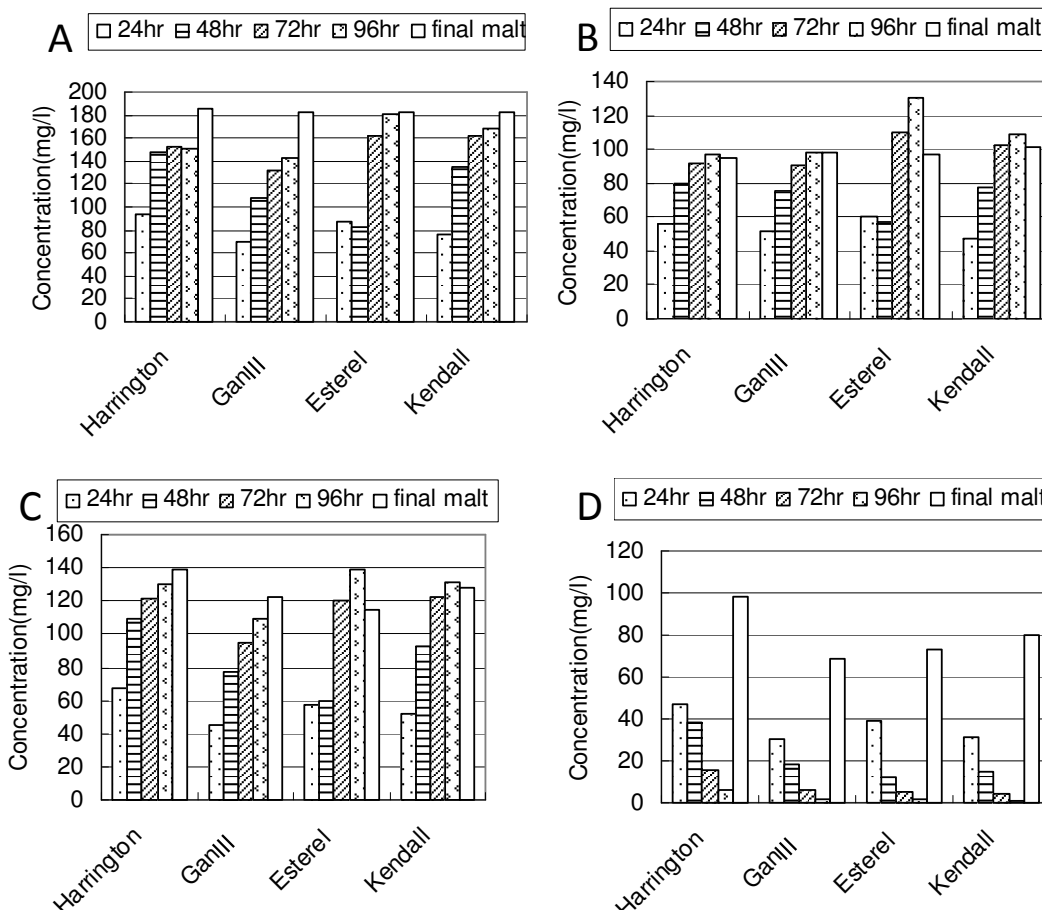 A
24hr 48hr 72hr 96hr final malt
Concentration(mg/l)
200
180
160
140
120
100
80
60
40
20
0
Harrington
GanIII
Esterel
Kendall
B
24hr 48hr 72hr 96hr final malt
Concentration(mg/l)
140
120
100
80
60
40
20
0
Harrington
GanIII
Esterel
Kendall
C
24hr 48hr 72hr 96hr final malt
Concentration(mg/l)
160
140
120
100
80
60
40
20
0
Harrington
GanIII
Esterel
Kendall
D
24hr 48hr 72hr 96hr final malt
Concentration(mg/l)
120
100
80
60
40
20
0
Harrington
GanIII
Esterel
Kendall